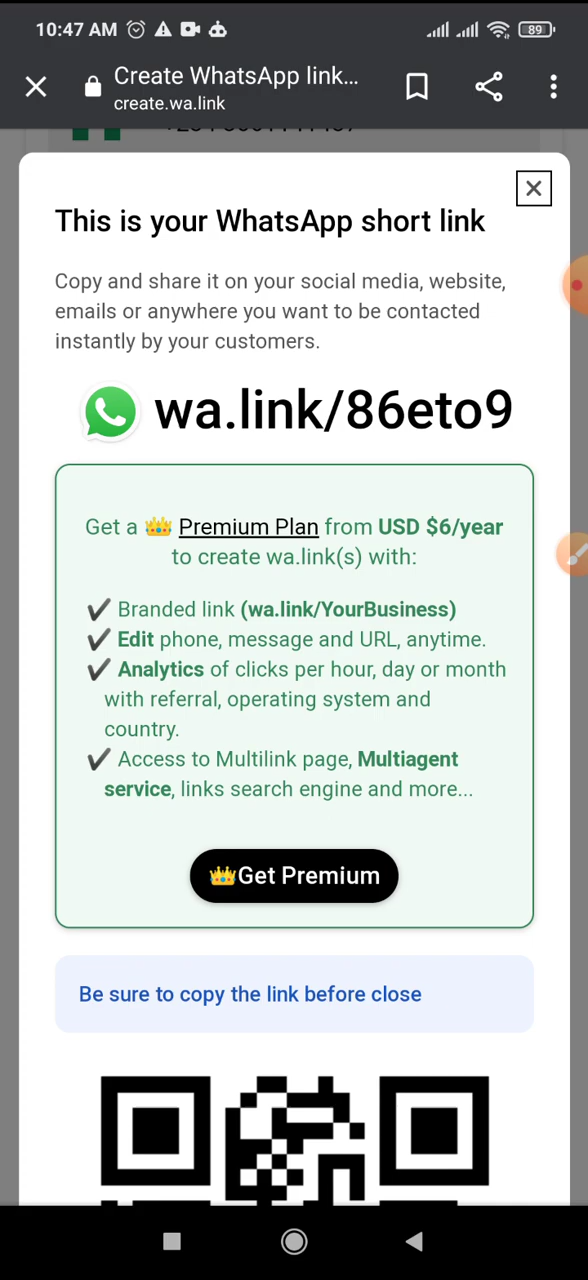 10:47 AM
89
Create WhatsApp link...
create.wa.link
This is your WhatsApp short link
Copy and share it on your social media, website,
emails or anywhere you want to be contacted
instantly by your customers.
wa.link/86eto9
Get a 👑 Premium Plan from USD $6/year
to create wa.link(s) with:
✔ Branded link (wa.link/YourBusiness)
✔ Edit phone, message and URL, anytime.
✔ Analytics of clicks per hour, day or month
with referral, operating system and
country.
✔ Access to Multilink page, Multiagent
service, links search engine and more...
👑Get Premium
Be sure to copy the link before close